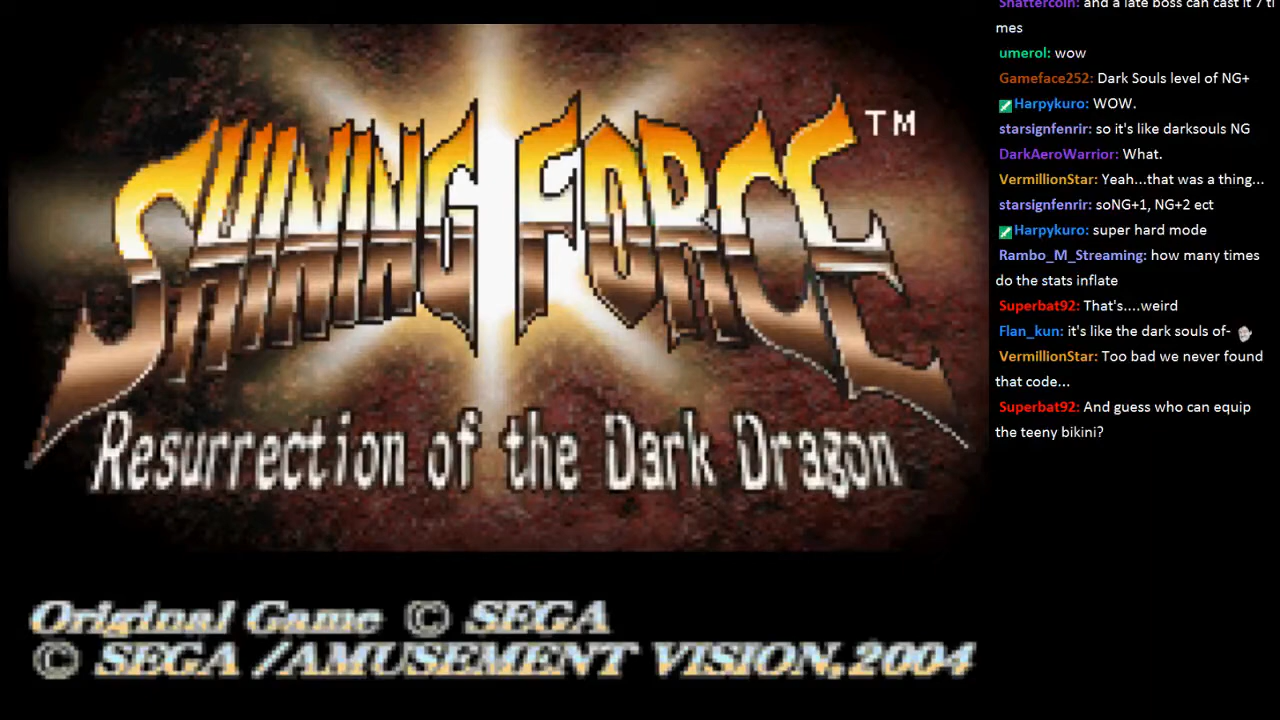 SHINING FORCE TM
Resurrection of the Dark Dragon
Original Game © SEGA
© SEGA /AMUSEMENT VISION,2004
Shattercoin: and a late boss can cast it 7 ti
mes
umerol: wow
Gameface252: Dark Souls level of NG+
Harpykuro: WOW.
starsignfenrir: so it's like darksouls NG
DarkAeroWarrior: What.
VermillionStar: Yeah...that was a thing...
starsignfenrir: soNG+1, NG+2 ect
Harpykuro: super hard mode
Rambo_M_Streaming: how many times
do the stats inflate
Superbat92: That's....weird
Flan_kun: it's like the dark souls of-
VermillionStar: Too bad we never found
that code...
Superbat92: And guess who can equip
the teeny bikini?